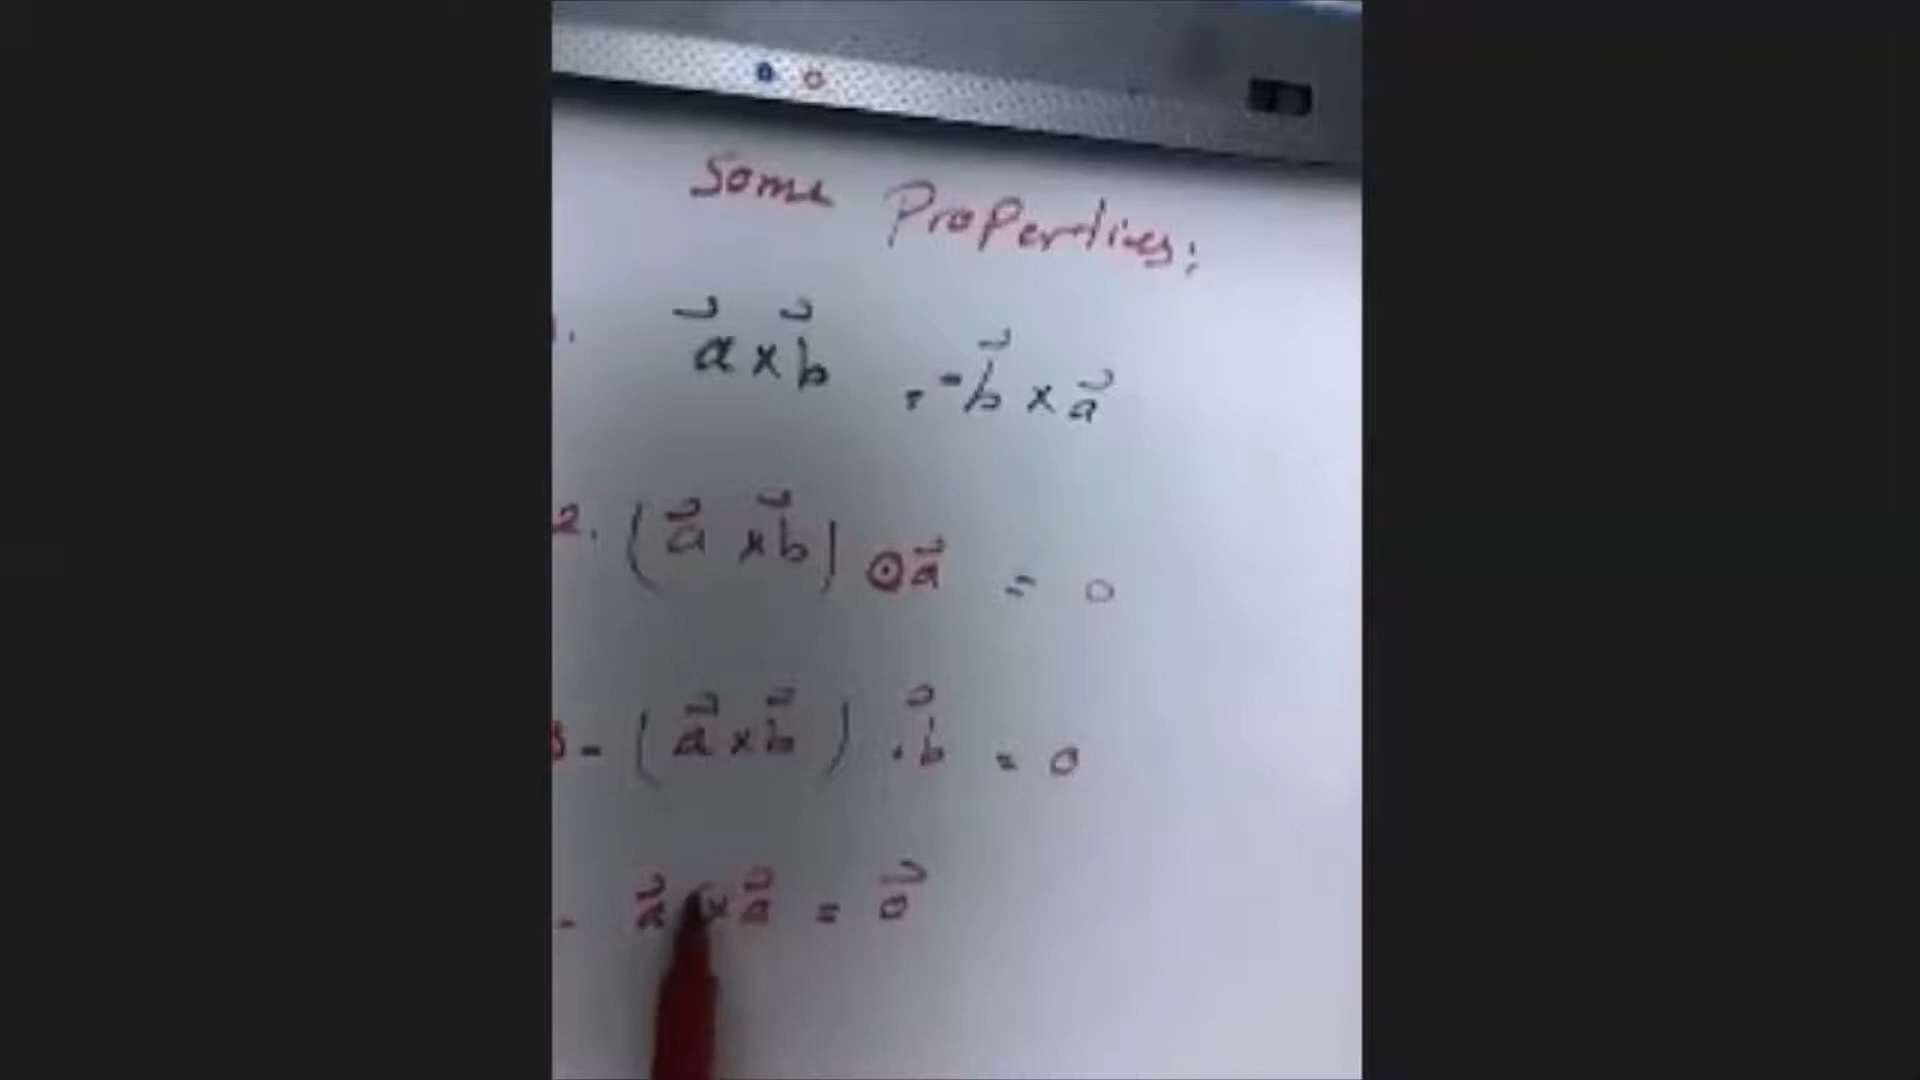 Some Properties:
1. a⃗ × b⃗ = -b⃗ × a⃗
2. (a⃗ × b⃗) ⊙ a⃗ = 0
3- (a⃗ × b⃗) · b⃗ = 0
- a⃗ × a⃗ = 0⃗